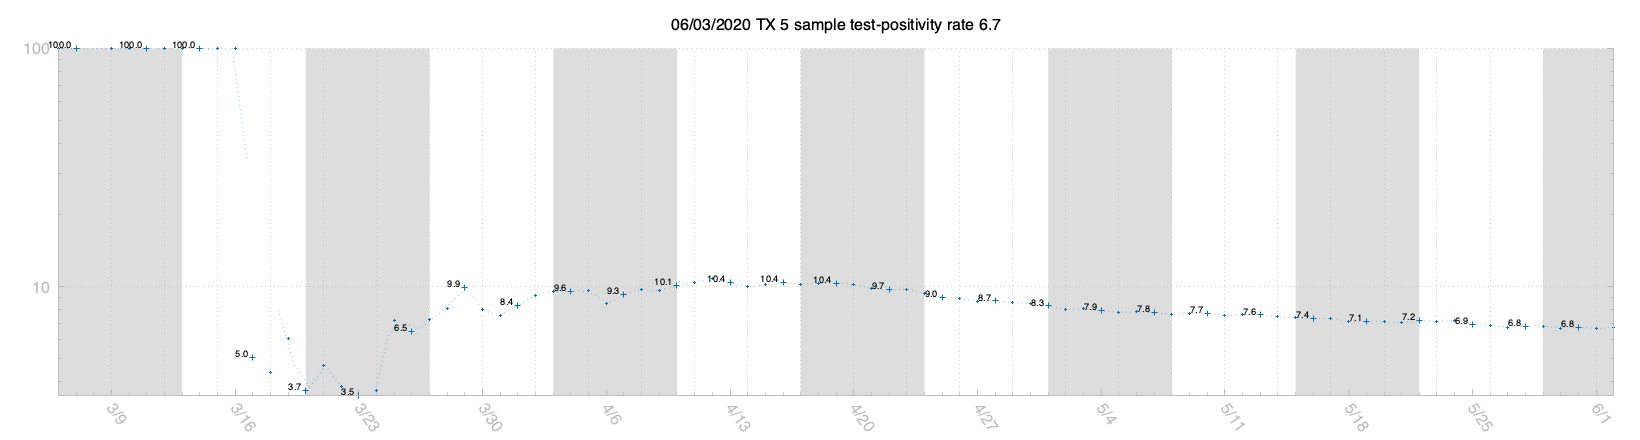 06/03/2020 TX 5 sample test-positivity rate 6.7
100
100.0 100.0 100.0
10
5.0 3.7 3.5 6.5 9.9 8.4 9.6 9.3 10.1 10.4 10.4 10.4 9.7 9.0 8.7 8.3 7.9 7.8 7.7 7.6 7.4 7.1 7.2 6.9 6.8 6.8
3/9 3/16 3/23 3/30 4/6 4/13 4/20 4/27 5/4 5/11 5/18 5/25 6/1